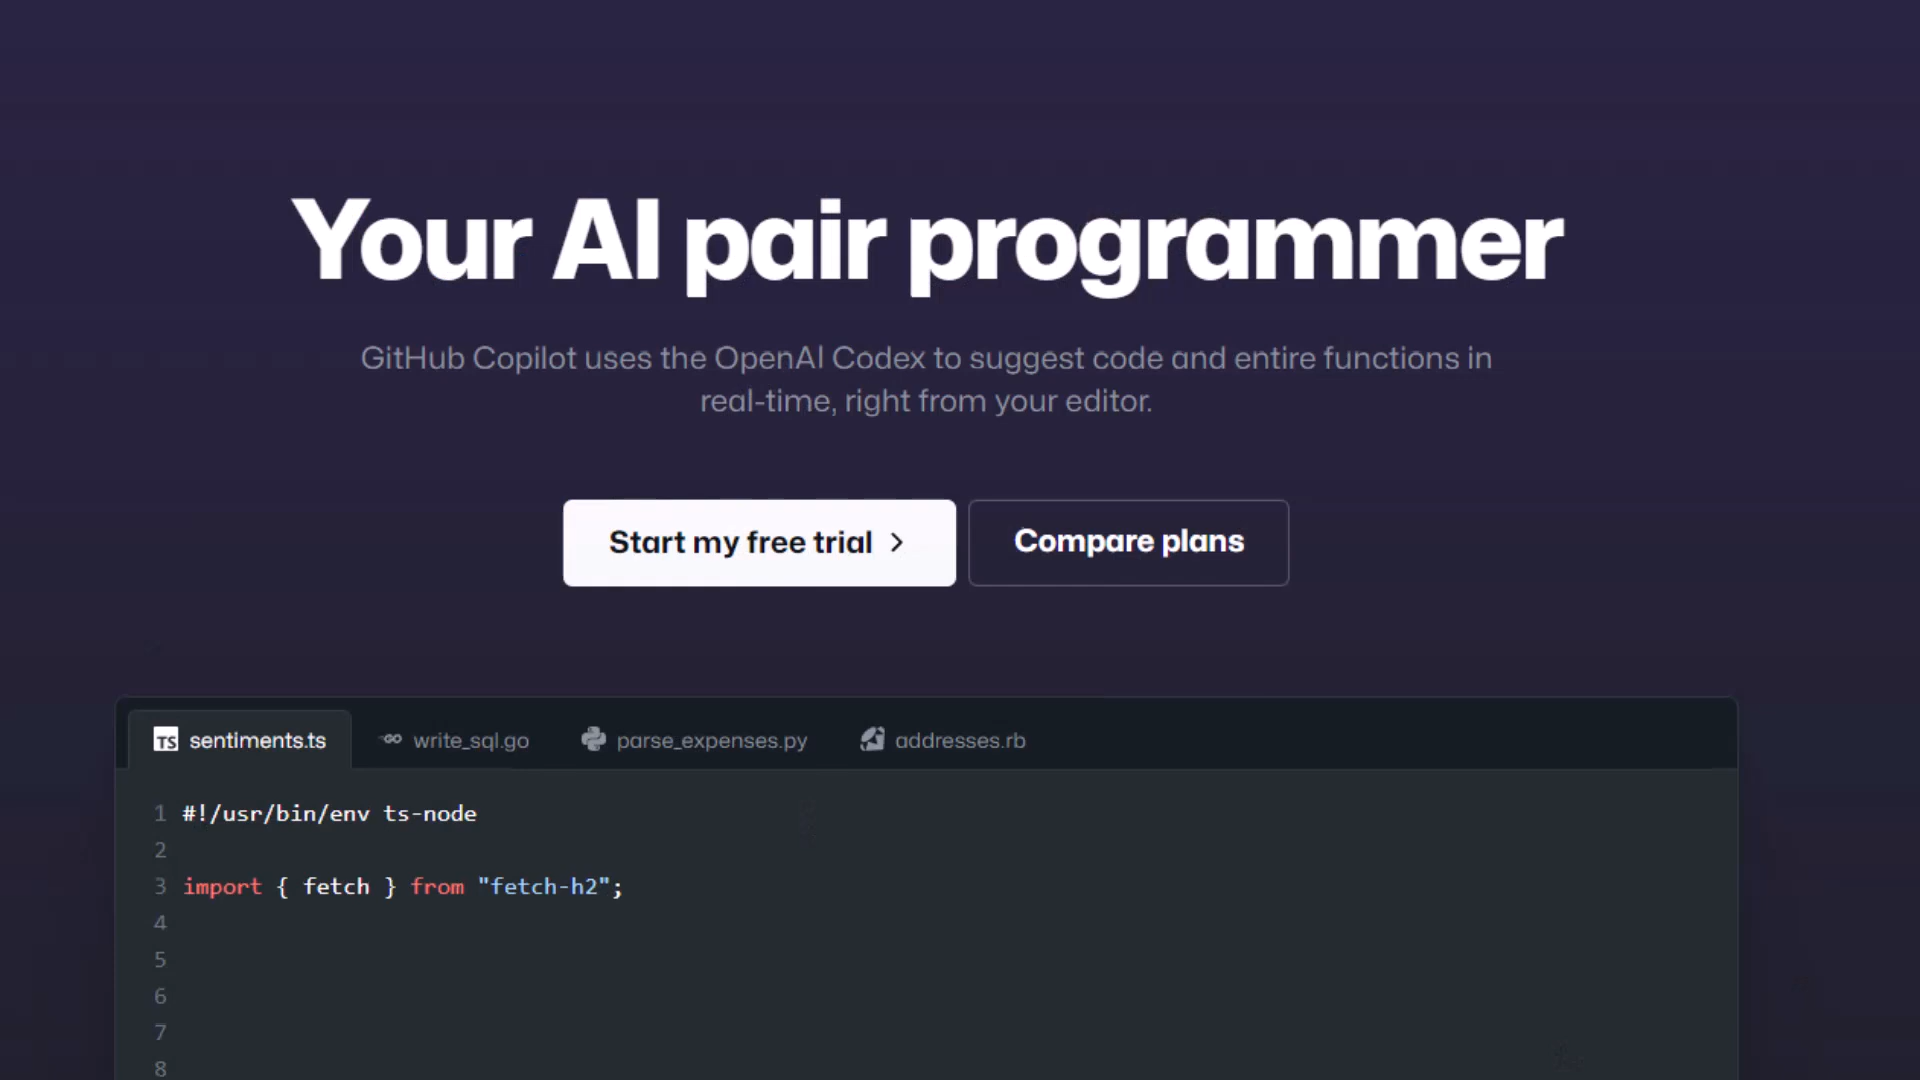 Your AI pair programmer
GitHub Copilot uses the OpenAI Codex to suggest code and entire functions in
real-time, right from your editor.
Start my free trial
Compare plans
TS sentiments.ts
GO write_sql.go
parse_expenses.py
addresses.rb
1 #!/usr/bin/env ts-node
2
3 import { fetch } from "fetch-h2";
4
5
6
7
8